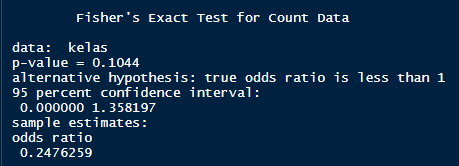 Fisher's Exact Test for Count Data
data:  kelas
p-value = 0.1044
alternative hypothesis: true odds ratio is less than 1
95 percent confidence interval:
0.000000 1.358197
sample estimates:
odds ratio
0.2476259